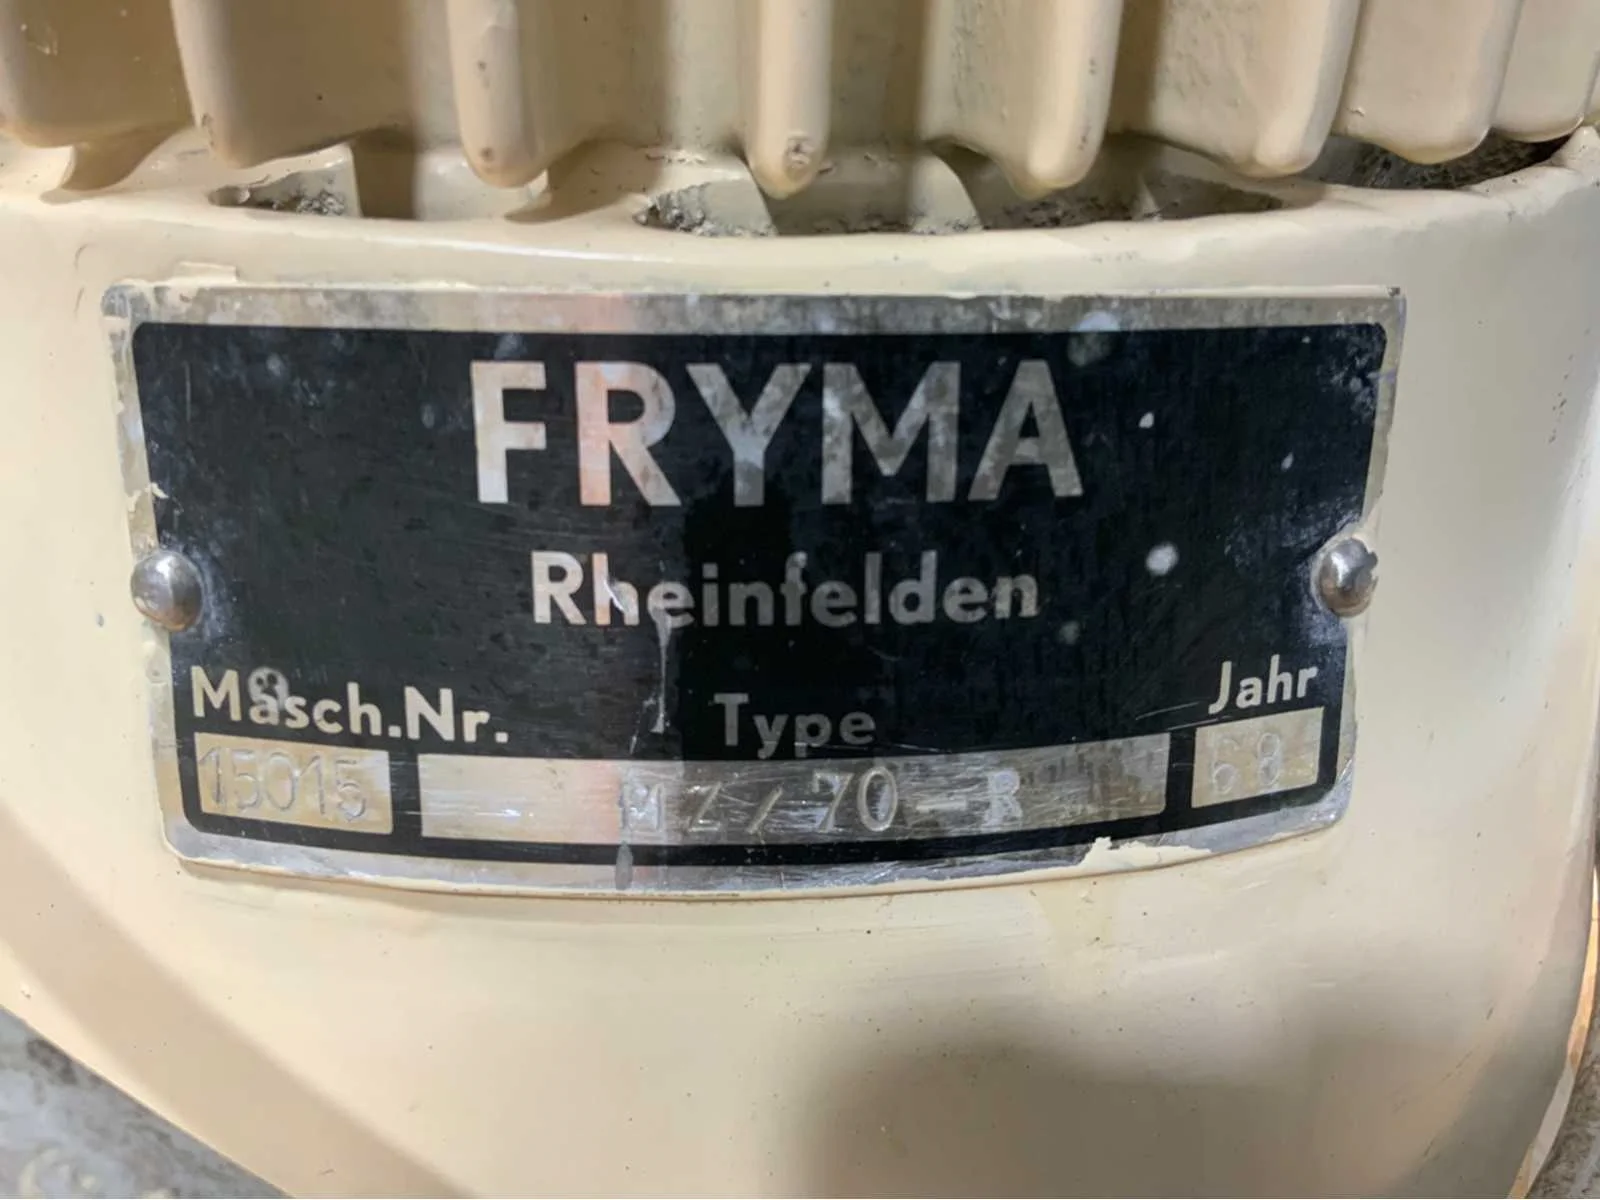 FRYMA
Rheinfelden
Masch.Nr. Type Jahr
15015 MZ/70-R 68